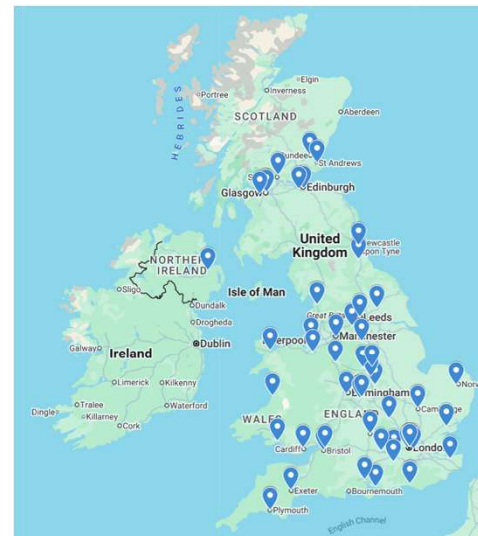 Elgin
Portree
Inverness
HEBRIDES
Aberdeen
SCOTLAND
Dundee
St Andrews
Glasgow
Edinburgh
United
Kingdom
Newcastle
upon Tyne
NORTHERN
IRELAND
Isle of Man
Sligo
Dundalk
Leeds
Drogheda
Manchester
Liverpool
Galway
Ireland
Dublin
Limerick
Kilkenny
Birmingham
Tralee
Waterford
WALES
ENGLAND
Dingle
Killarney
Cork
Cardiff
Bristol
London
Exeter
Bournemouth
Plymouth
English Channel